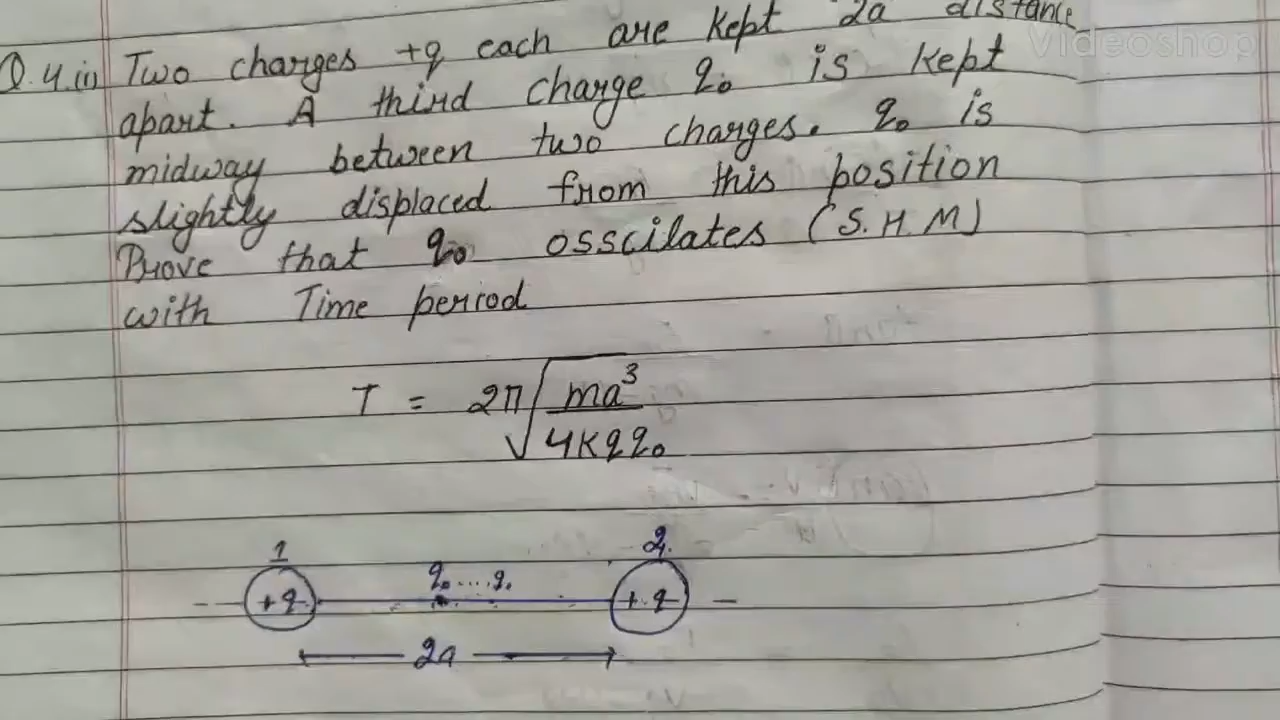 Q.4.(i) Two charges +q each are kept 2a distance
Videoshop
apart. A third charge q₀ is kept
midway between two charges. q₀ is
slightly displaced from this position
Prove that q₀ osscilates (S.H.M)
with Time period
T = 2π√(ma³/4Kqq₀)
1 2.
q₀....q₀
+q +q
2a